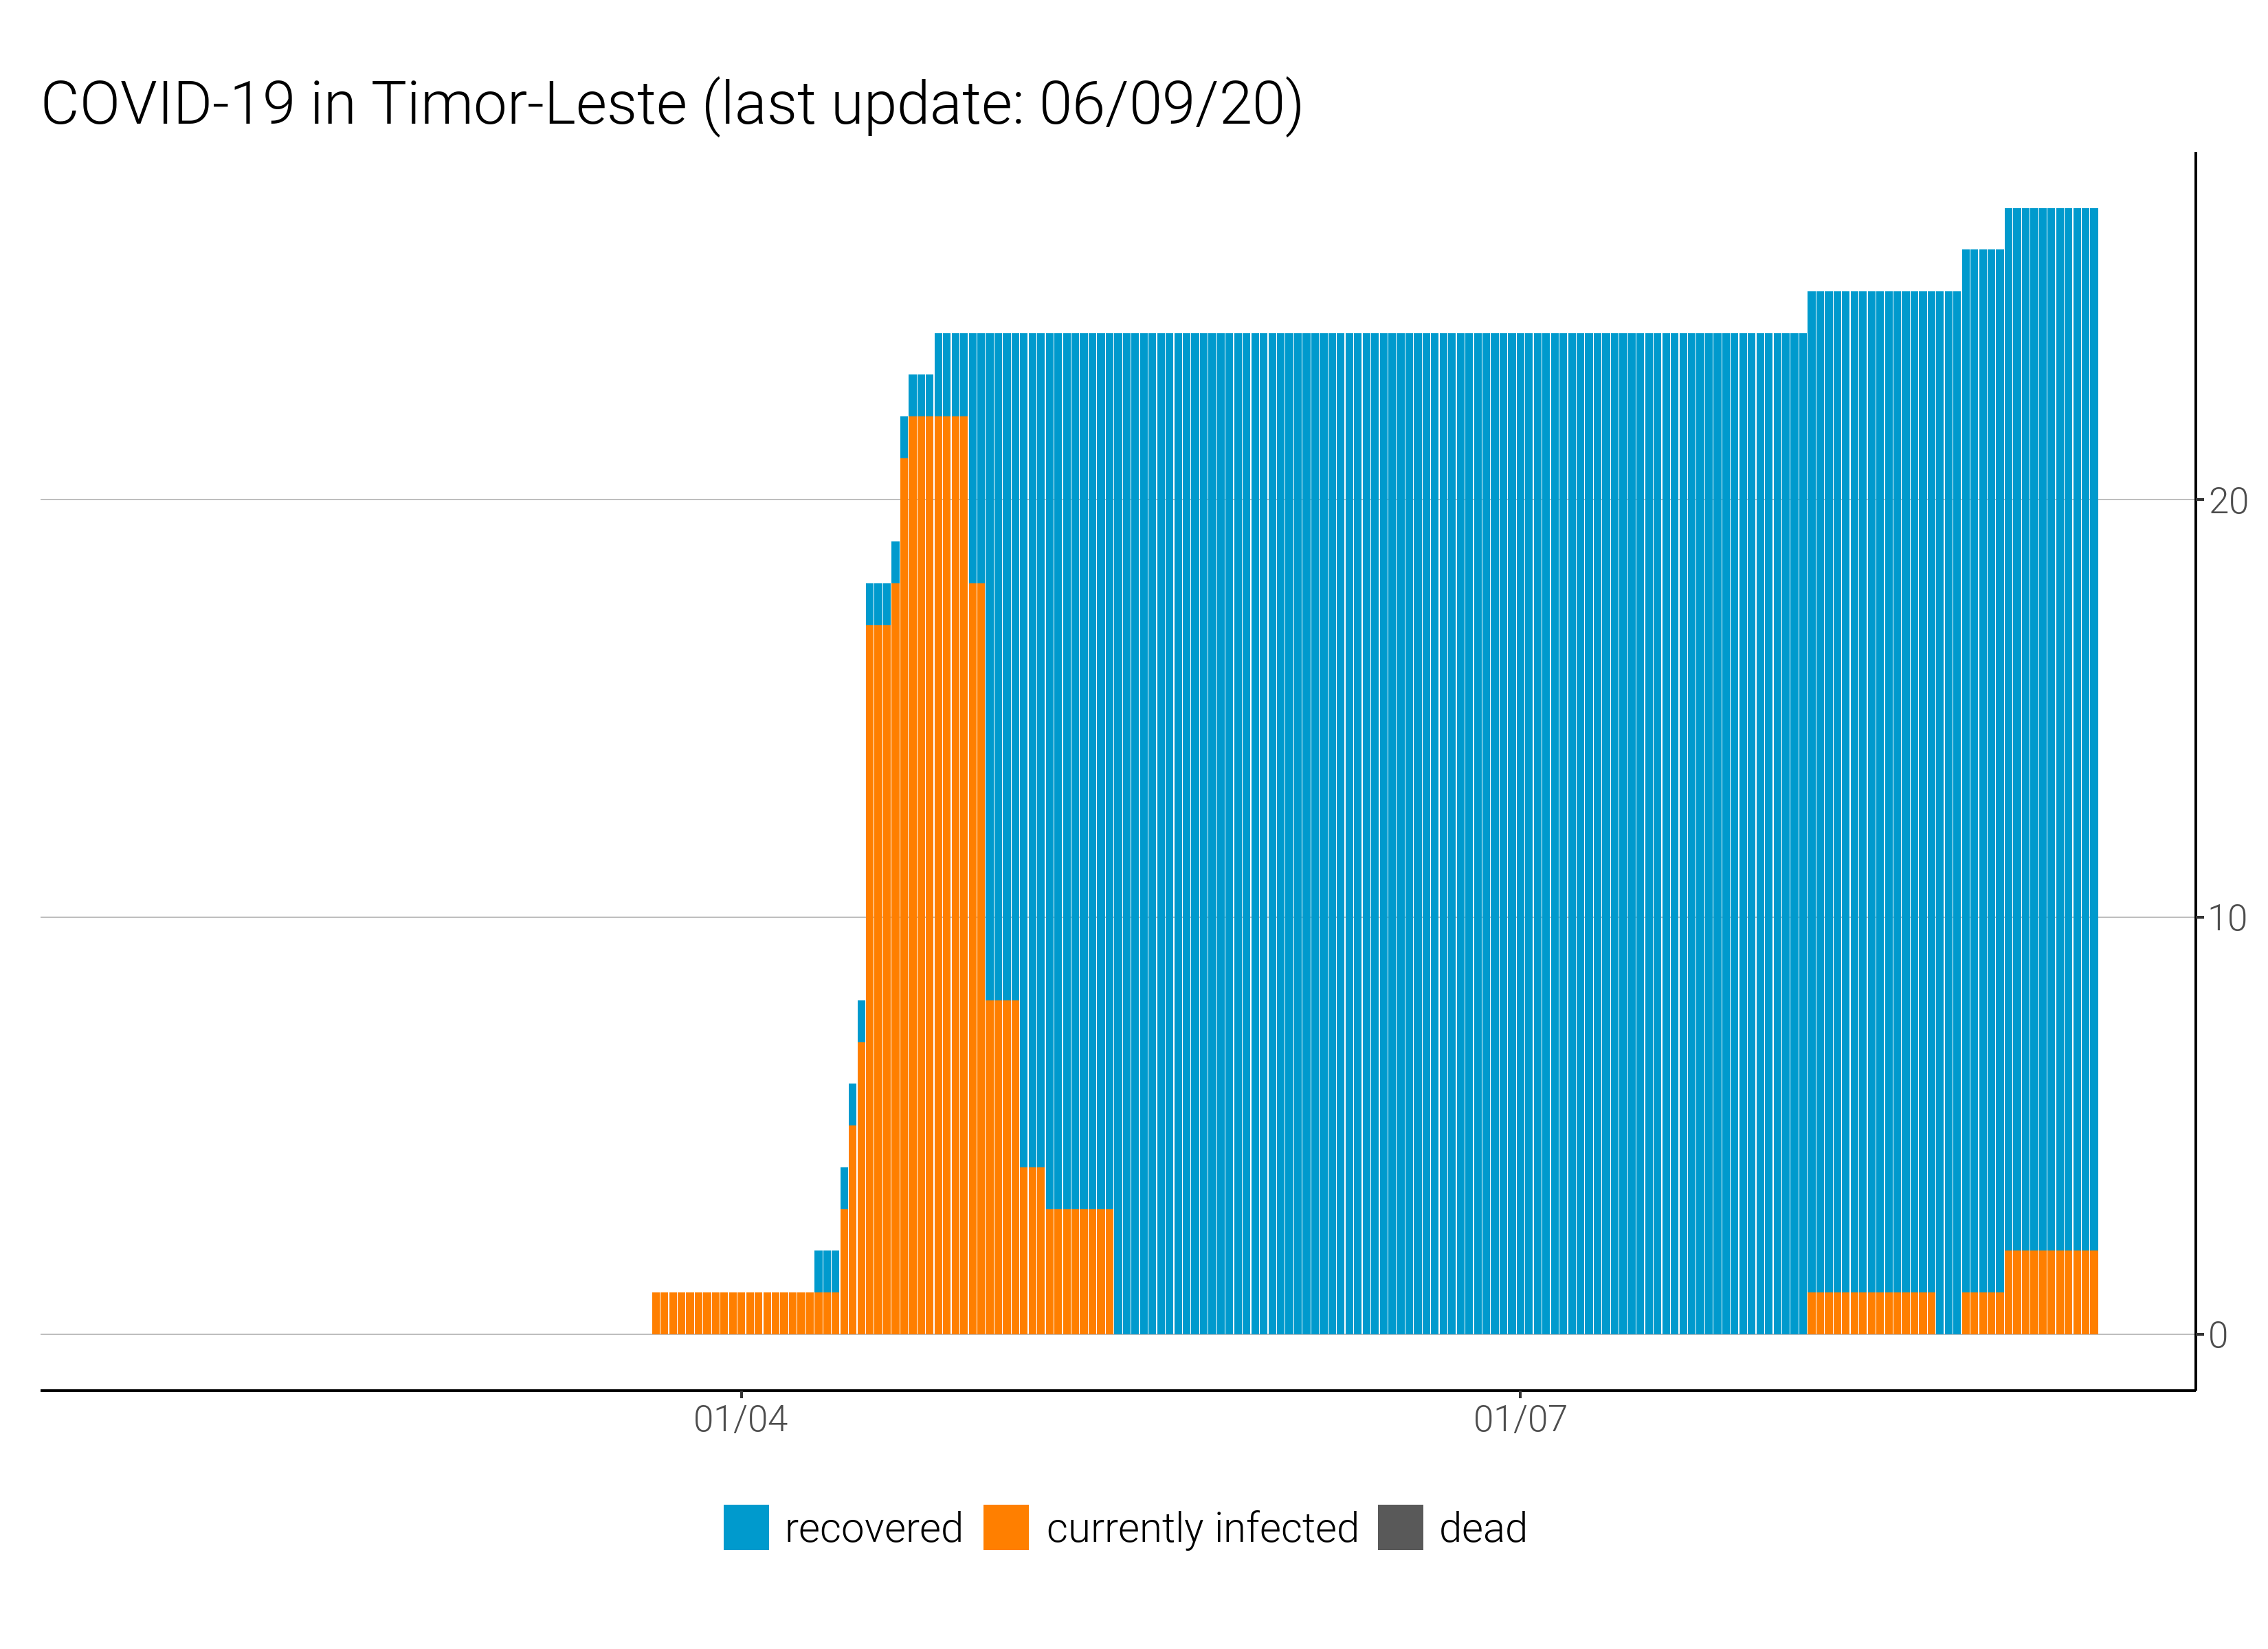 COVID-19 in Timor-Leste (last update: 06/09/20)
20
10
0
01/04 01/07
recovered currently infected dead